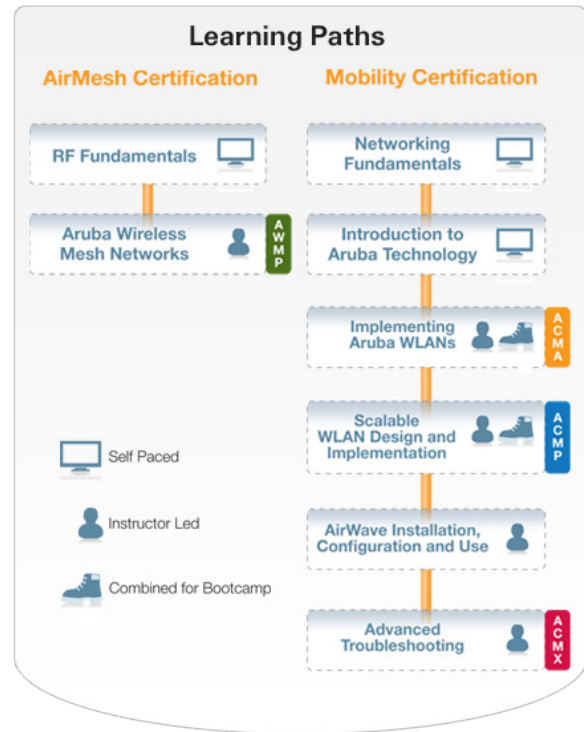 Learning Paths
AirMesh Certification
RF Fundamentals
Aruba Wireless
Mesh Networks
AWMP
Self Paced
Instructor Led
Combined for Bootcamp
Mobility Certification
Networking
Fundamentals
Introduction to
Aruba Technology
Implementing
Aruba WLANs
ACMA
Scalable
WLAN Design and
Implementation
ACMP
AirWave Installation,
Configuration and Use
Advanced
Troubleshooting
ACMX